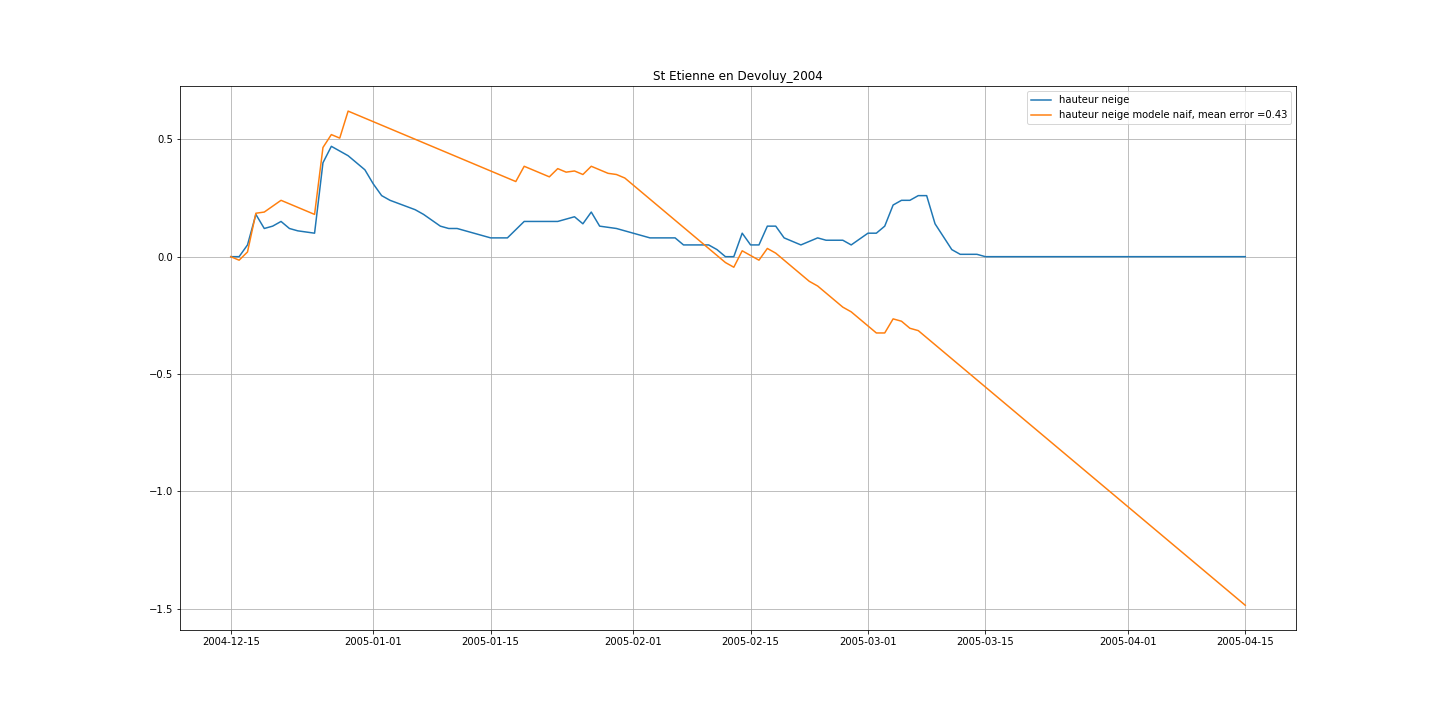 St Etienne en Devoluy_2004
hauteur neige
hauteur neige modele naif, mean error =0.43
0.5
0.0
−0.5
−1.0
−1.5
2004-12-15 2005-01-01 2005-01-15 2005-02-01 2005-02-15 2005-03-01 2005-03-15 2005-04-01 2005-04-15